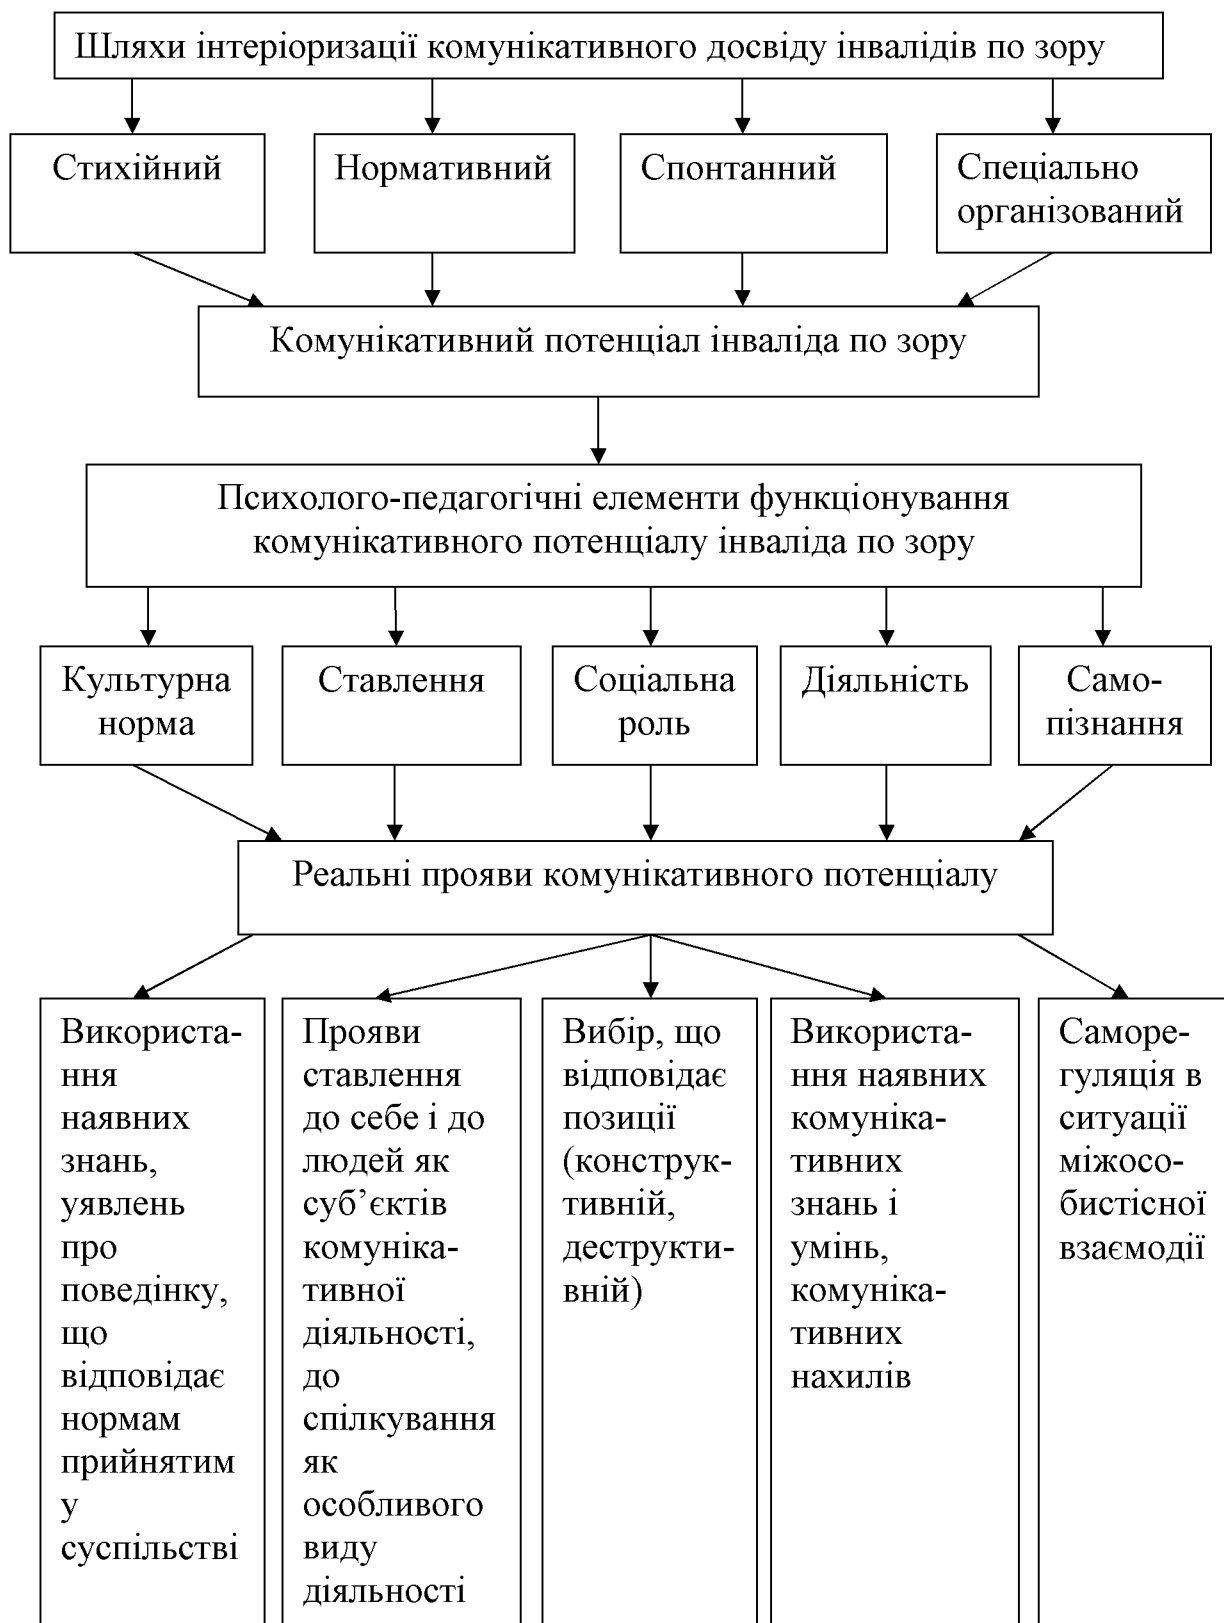 Шляхи інтеріоризації комунікативного досвіду інвалідів по зору
Стихійний
Нормативний
Спонтанний
Спеціально
організований
Комунікативний потенціал інваліда по зору
Психолого-педагогічні елементи функціонування
комунікативного потенціалу інваліда по зору
Культурна
норма
Ставлення
Соціальна
роль
Діяльність
Само-
пізнання
Реальні прояви комунікативного потенціалу
Використа-
ння
наявних
знань,
уявлень
про
поведінку,
що
відповідає
нормам
прийнятим
у
суспільстві
Прояви
ставлення
до себе і до
людей як
суб’єктів
комуніка-
тивної
діяльності,
до
спілкування
як
особливого
виду
діяльності
Вибір, що
відповідає
позиції
(конструк-
тивній,
деструкти-
вній)
Використа-
ння наявних
комуніка-
тивних
знань і
умінь,
комуніка-
тивних
нахилів
Саморе-
гуляція в
ситуації
міжосо-
бистісної
взаємодії